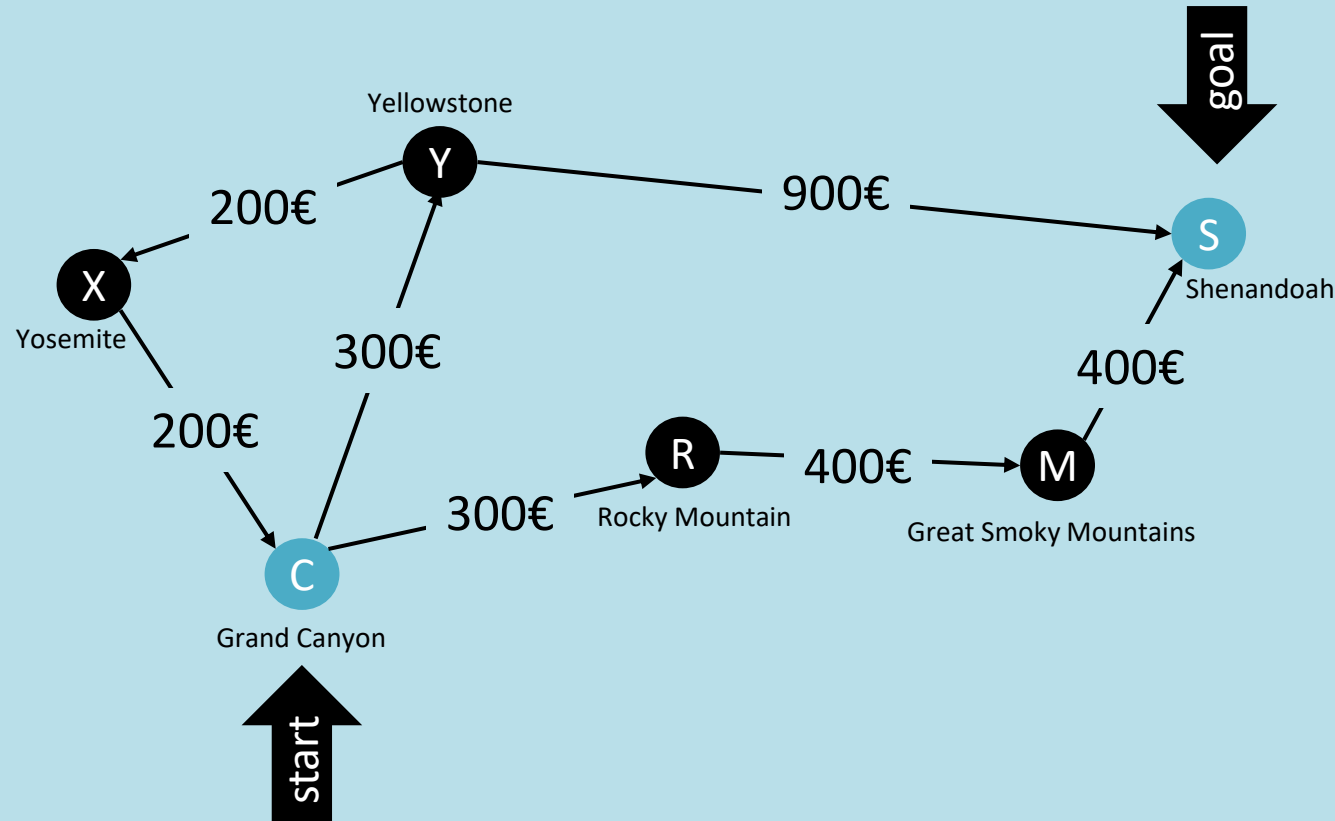 goal
Yellowstone
Y
900€
200€
S
X
Shenandoah
Yosemite
300€
400€
200€
R
400€
M
300€
Rocky Mountain
Great Smoky Mountains
C
Grand Canyon
start